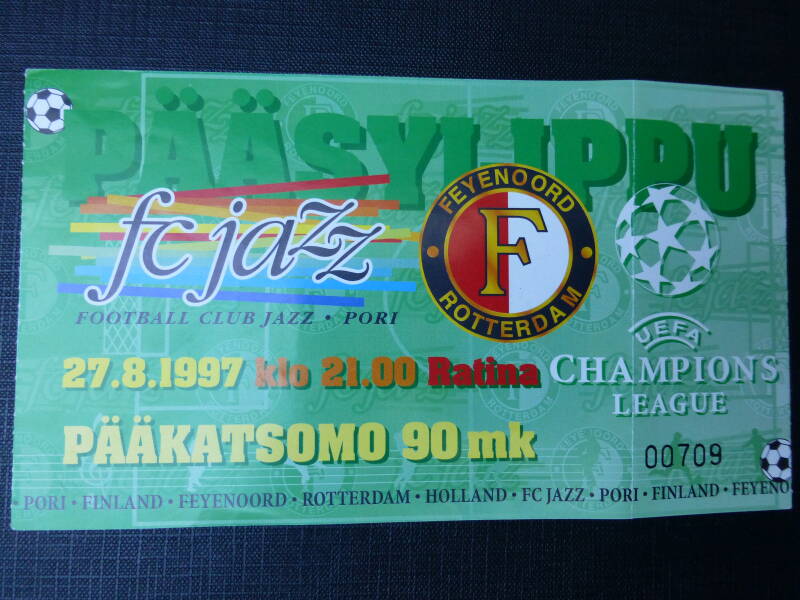 PÄÄSYLIPPU
fc jazz
FOOTBALL CLUB JAZZ • PORI
FEYENOORD
F
ROTTERDAM
UEFA
CHAMPIONS
LEAGUE
27.8.1997 klo 21.00 Ratina
PÄÄKATSOMO 90 mk
00709
PORI • FINLAND • FEYENOORD • ROTTERDAM • HOLLAND • FC JAZZ • PORI • FINLAND • FEYENO